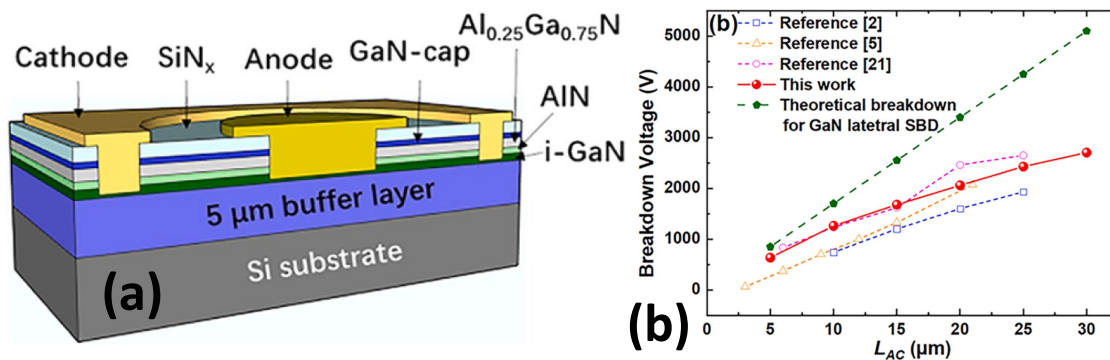 Cathode
SiNₓ
Anode
GaN-cap
Al₀.₂₅Ga₀.₇₅N
AlN
i-GaN
5 μm buffer layer
Si substrate
(a)
(b)
Reference [2]
Reference [5]
Reference [21]
This work
Theoretical breakdown
for GaN latetral SBD
Breakdown Voltage (V)
5000
4000
3000
2000
1000
0
0 5 10 15 20 25 30
L_AC (μm)
(b)